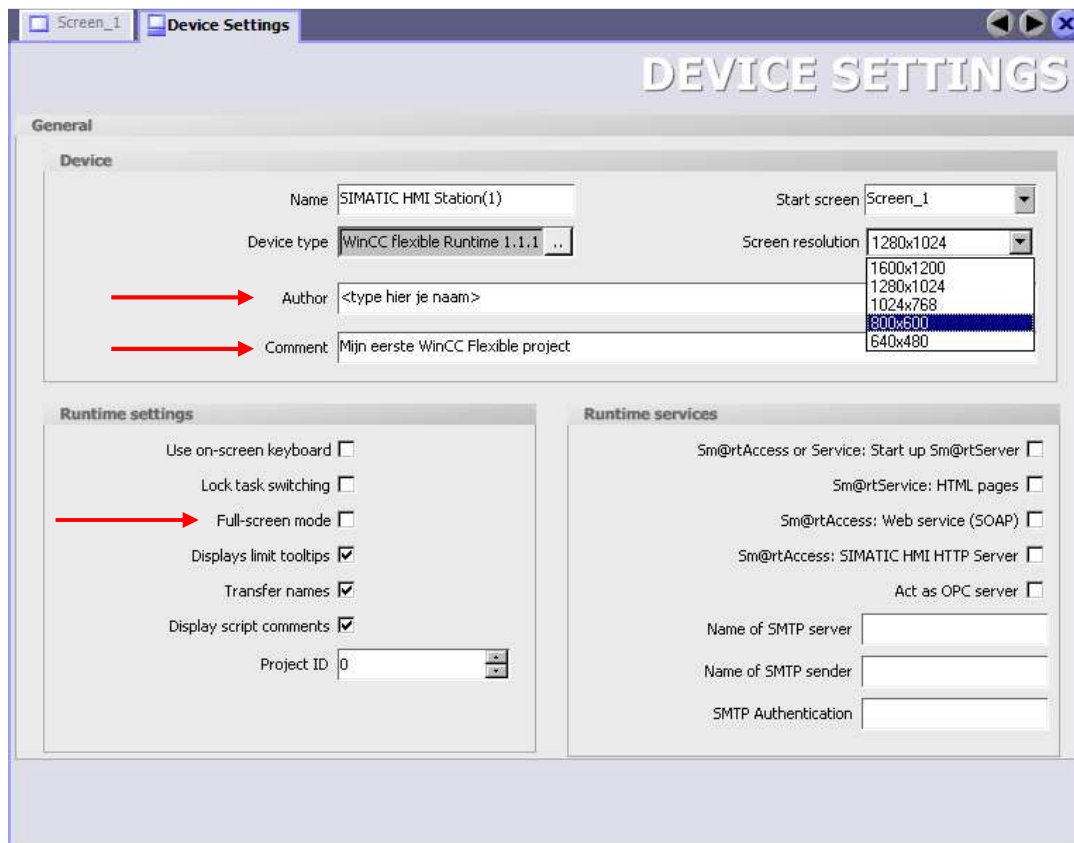 Screen_1
Device Settings
DEVICE SETTINGS
General
Device
Name SIMATIC HMI Station(1)
Start screen Screen_1
Device type WinCC flexible Runtime 1.1.1 ..
Screen resolution 1280x1024
1600x1200
1280x1024
1024x768
800x600
640x480
Author <type hier je naam>
Comment Mijn eerste WinCC Flexible project
Runtime settings
Use on-screen keyboard
Lock task switching
Full-screen mode
Displays limit tooltips
Transfer names
Display script comments
Project ID 0
Runtime services
Sm@rtAccess or Service: Start up Sm@rtServer
Sm@rtService: HTML pages
Sm@rtAccess: Web service (SOAP)
Sm@rtAccess: SIMATIC HMI HTTP Server
Act as OPC server
Name of SMTP server
Name of SMTP sender
SMTP Authentication